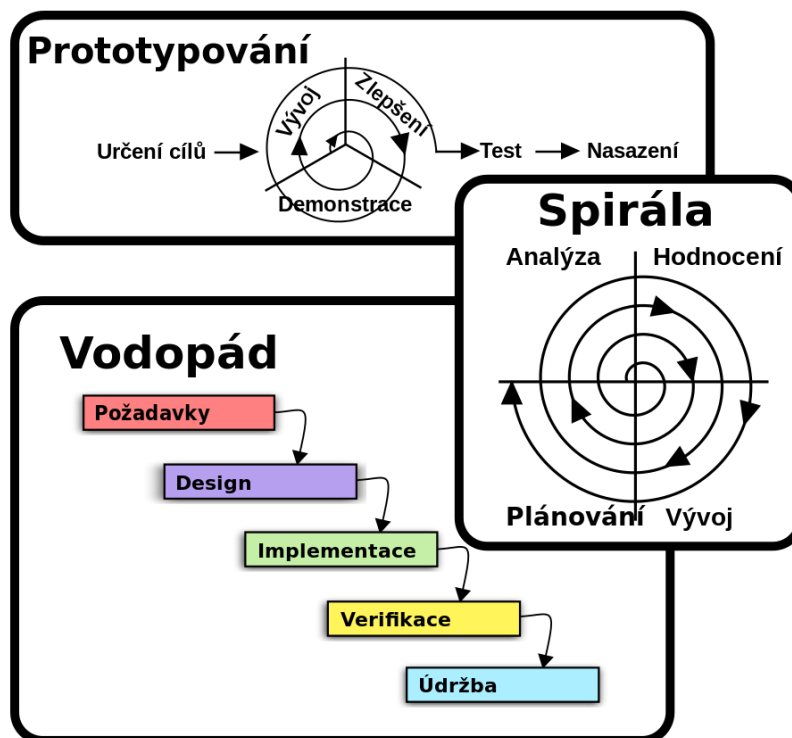 Prototypování
Určení cílů
Vývoj
Zlepšení
Demonstrace
Test
Nasazení
Spirála
Analýza
Hodnocení
Plánování
Vývoj
Vodopád
Požadavky
Design
Implementace
Verifikace
Údržba